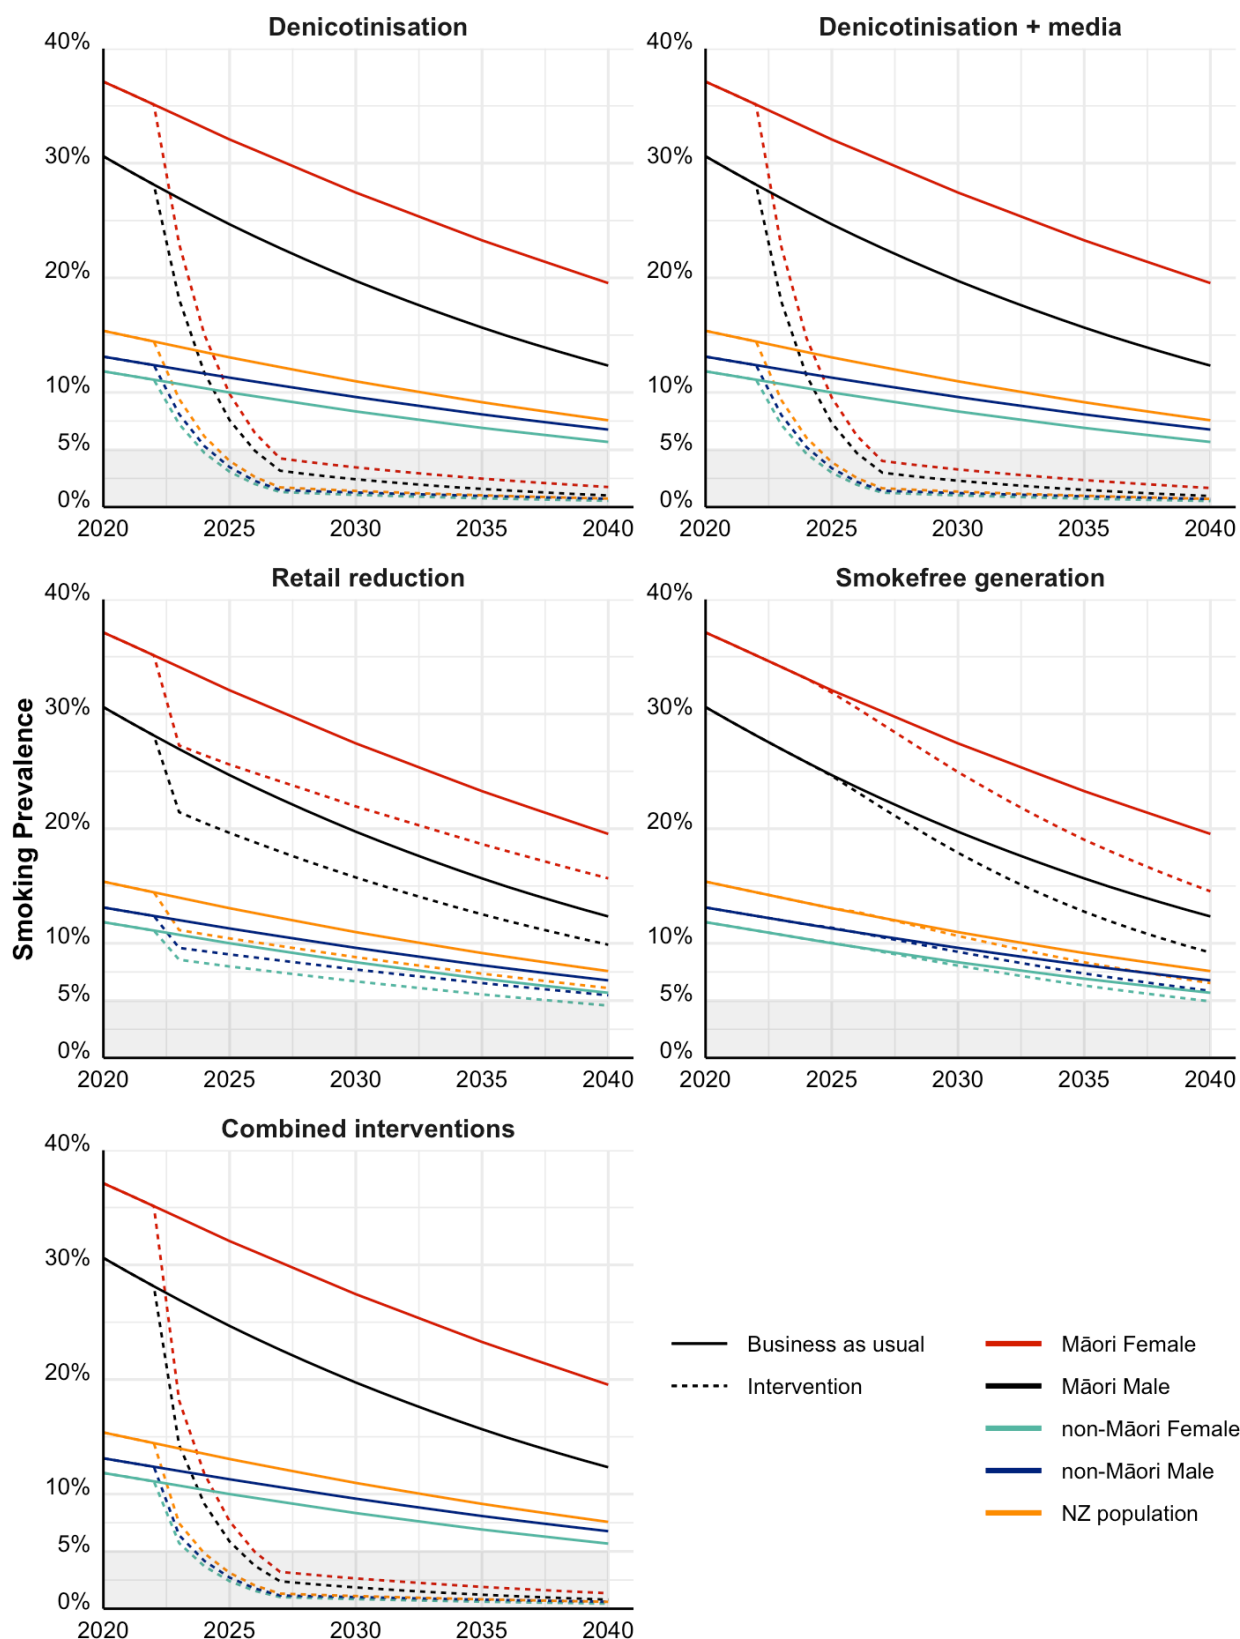 Denicotinisation
40%
30%
20%
10%
5%
0%
2020 2025 2030 2035 2040
Denicotinisation + media
40%
30%
20%
10%
5%
0%
2020 2025 2030 2035 2040
Smoking Prevalence
Retail reduction
40%
30%
20%
10%
5%
0%
2020 2025 2030 2035 2040
Smokefree generation
40%
30%
20%
10%
5%
0%
2020 2025 2030 2035 2040
Combined interventions
40%
30%
20%
10%
5%
0%
2020 2025 2030 2035 2040
Business as usual
Intervention
Māori Female
Māori Male
non-Māori Female
non-Māori Male
NZ population